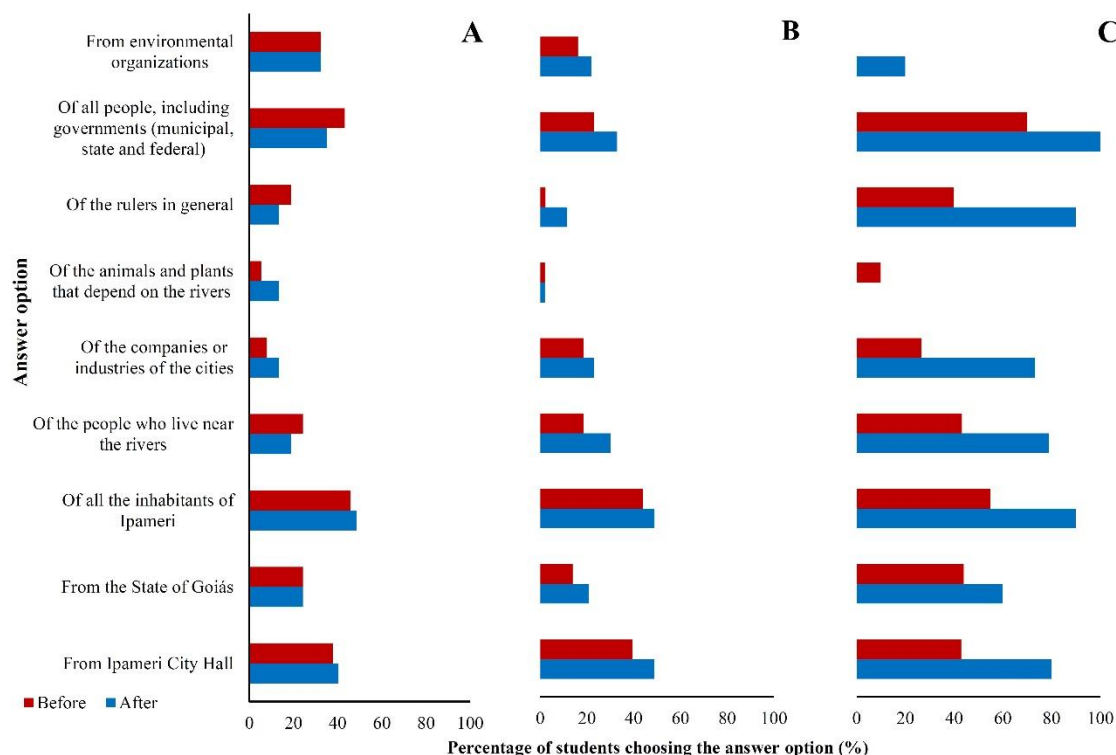 A
B
C
From environmental
organizations
Of all people, including
governments (municipal,
state and federal)
Of the rulers in general
Of the animals and plants
that depend on the rivers
Of the companies or
industries of the cities
Of the people who live near
the rivers
Of all the inhabitants of
Ipameri
From the State of Goiás
From Ipameri City Hall
Answer option
Before After
0 20 40 60 80 100
0 20 40 60 80 100
0 20 40 60 80 100
Percentage of students choosing the answer option (%)